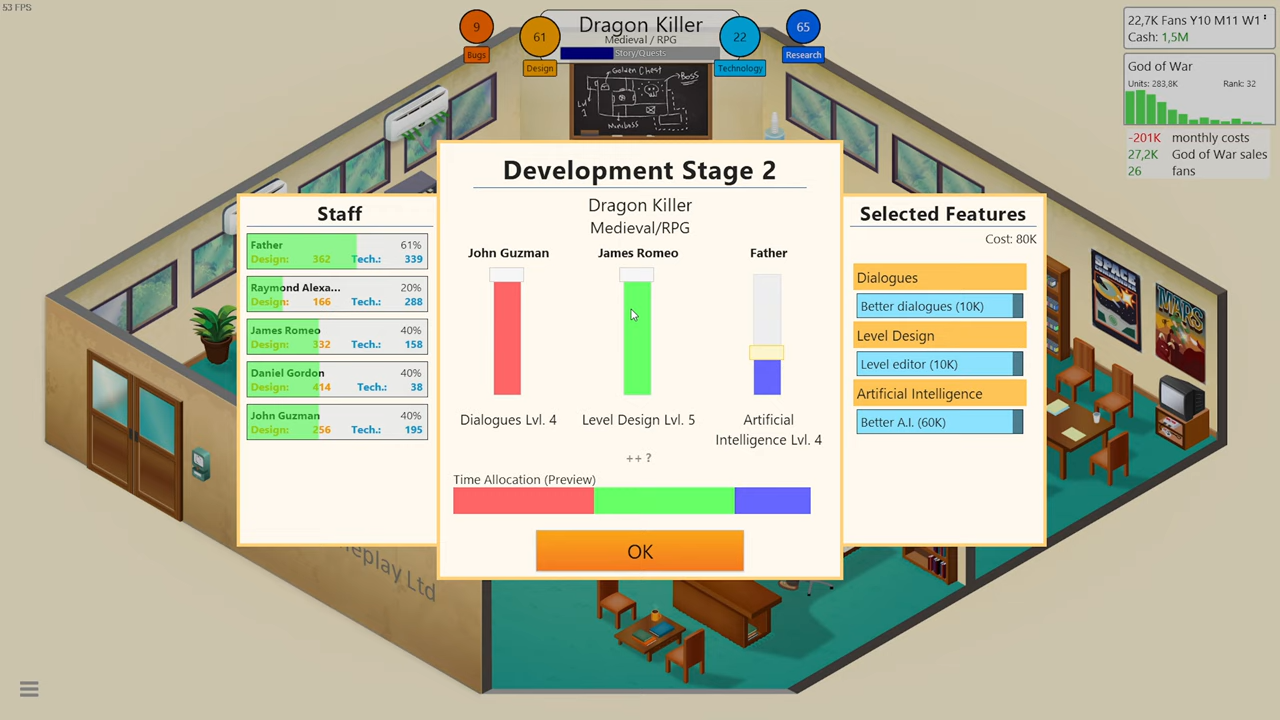 53 FPS
9
Bugs
61
Design
Dragon Killer
Medieval / RPG
Story/Quests
22
Technology
65
Research
22,7K Fans Y10 M11 W1
Cash: 1,5M
God of War
Units: 283,8K Rank: 32
-201K monthly costs
27,2K God of War sales
26 fans
Golden Chest
Boss
Lvl
1
Miniboss
SPACE
MARS
Staff
Father 61%
Design: 362 Tech.: 339
Raymond Alexa... 20%
Design: 166 Tech.: 288
James Romeo 40%
Design: 332 Tech.: 158
Daniel Gordon 40%
Design: 414 Tech.: 38
John Guzman 40%
Design: 256 Tech.: 195
Development Stage 2
Dragon Killer
Medieval/RPG
John Guzman James Romeo Father
Dialogues Lvl. 4 Level Design Lvl. 5 Artificial
Intelligence Lvl. 4
++ ?
Time Allocation (Preview)
OK
Selected Features
Cost: 80K
Dialogues
Better dialogues (10K)
Level Design
Level editor (10K)
Artificial Intelligence
Better A.I. (60K)
eplay Ltd